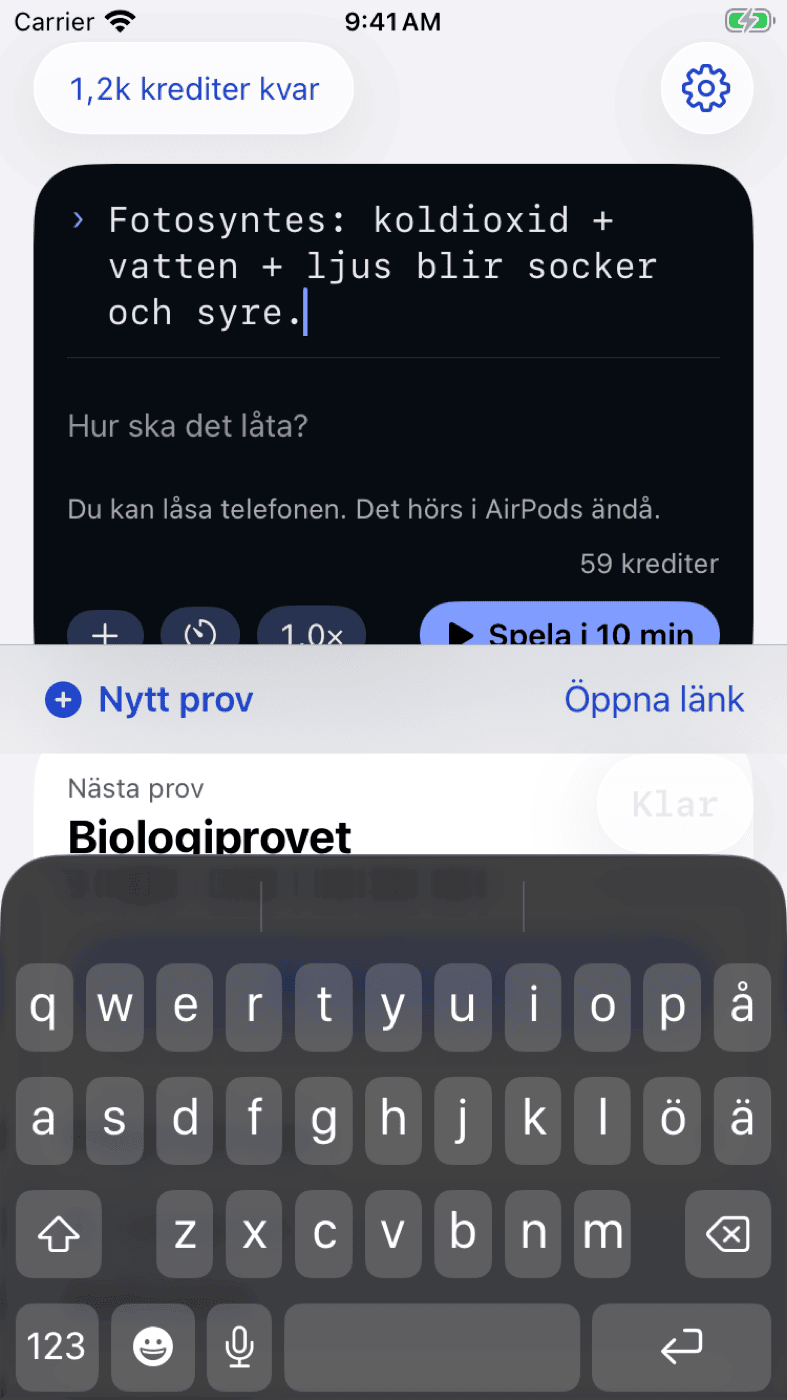 Carrier 9:41 AM
1,2k krediter kvar
› Fotosyntes: koldioxid +
vatten + ljus blir socker
och syre.
Hur ska det låta?
Du kan låsa telefonen. Det hörs i AirPods ändå.
59 krediter
1,0× Spela i 10 min
Nytt prov Öppna länk
Nästa prov
Klar
Biologiprovet
q w e r t y u i o p å
a s d f g h j k l ö ä
z x c v b n m
123